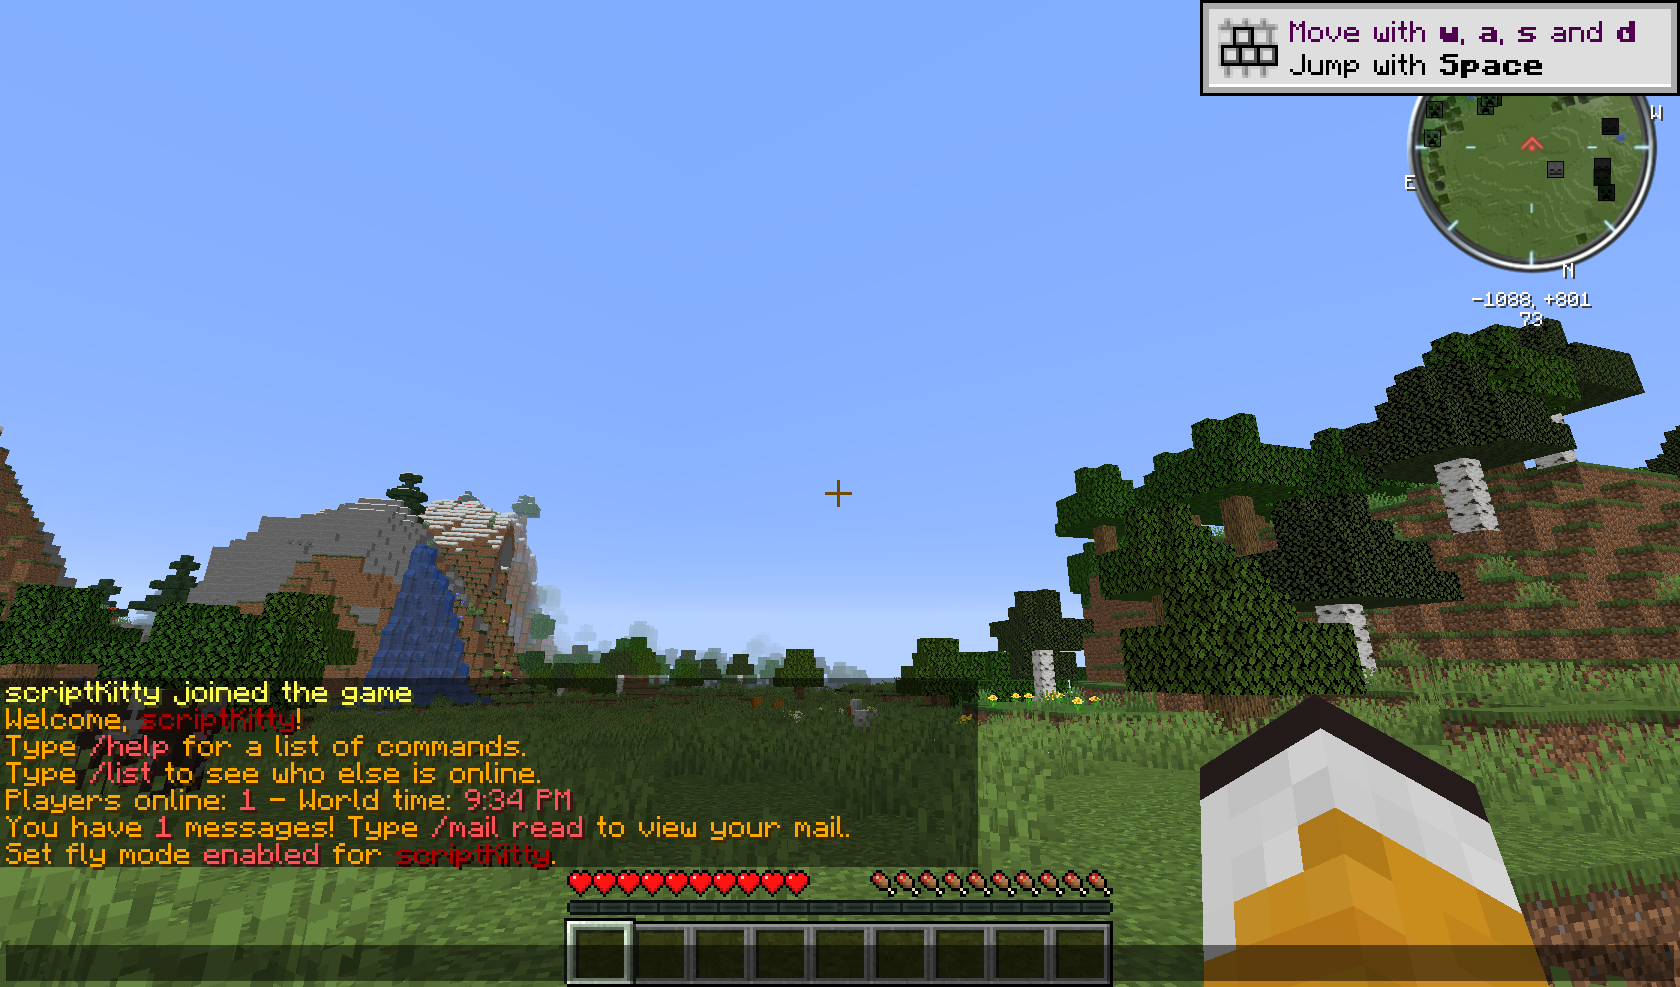 Move with w, a, s and d
Jump with Space
W
E
N
-1088, +801
73
scriptKitty joined the game
Welcome, scriptKitty!
Type /help for a list of commands.
Type /list to see who else is online.
Players online: 1 - World time: 9:34 PM
You have 1 messages! Type /mail read to view your mail.
Set fly mode enabled for scriptKitty.